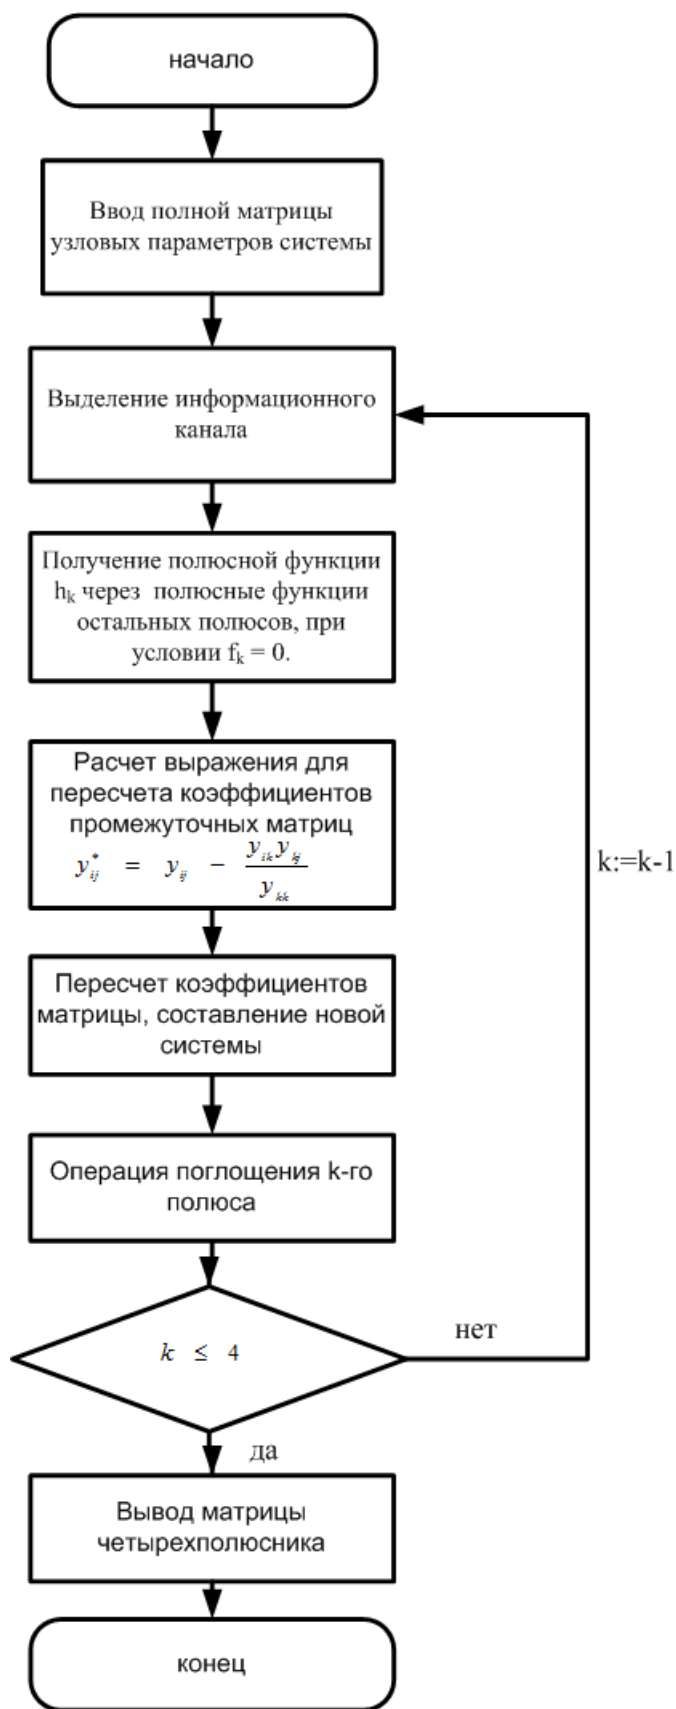 начало
Ввод полной матрицы
узловых параметров системы
Выделение информационного
канала
Получение полюсной функции
hₖ через полюсные функции
остальных полюсов, при
условии fₖ = 0.
Расчет выражения для
пересчета коэффициентов
промежуточных матриц
y*ᵢⱼ = yᵢⱼ − yᵢₖyₖⱼ / yₖₖ
k:=k-1
Пересчет коэффициентов
матрицы, составление новой
системы
Операция поглощения k-го
полюса
k ≤ 4
нет
да
Вывод матрицы
четырехполюсника
конец